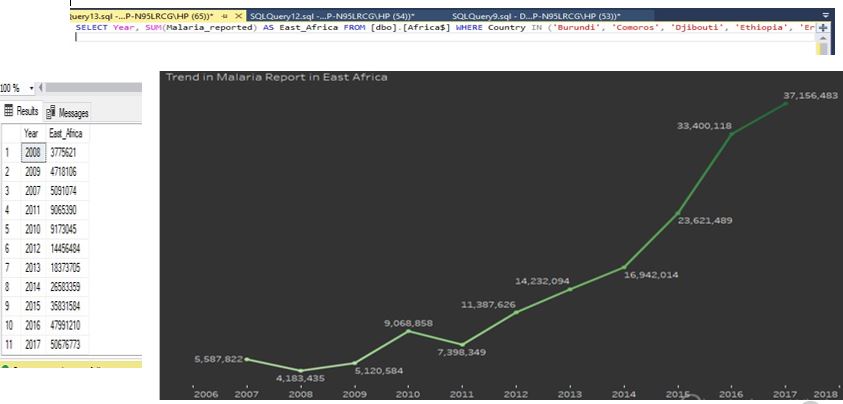 query13.sql -...P-N95LRCG\HP (65))* SQLQuery12.sql -...P-N95LRCG\HP (54))* SQLQuery9.sql - D...P-N95LRCG\HP (53))*
SELECT Year, SUM(Malaria_reported) AS East_Africa FROM [dbo].[Africa$] WHERE Country IN ('Burundi', 'Comoros', 'Djibouti', 'Ethiopia', 'Er
100 %
Results Messages
Year East_Africa
1 2008 3775621
2 2009 4718106
3 2007 5091074
4 2011 9065390
5 2010 9173045
6 2012 14456484
7 2013 18373705
8 2014 26583359
9 2015 35831584
10 2016 47991210
11 2017 50676773
Trend in Malaria Report in East Africa
37,156,483
33,400,118
23,621,489
16,942,014
14,232,094
11,387,626
9,068,858
7,398,349
5,587,822
5,120,584
4,183,435
2006 2007 2008 2009 2010 2011 2012 2013 2014 2015 2016 2017 2018